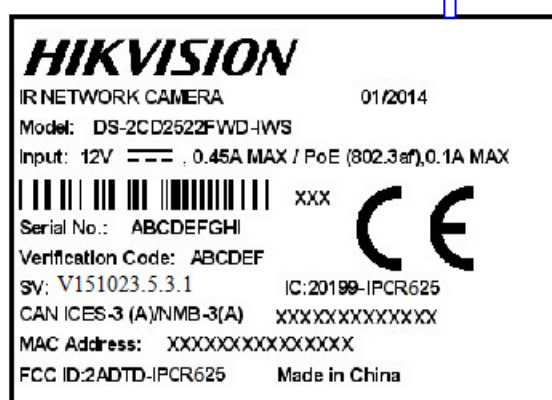 HIKVISION
IR NETWORK CAMERA 01/2014
Model: DS-2CD2522FWD-IWS
Input: 12V , 0.45A MAX / PoE (802.3af),0.1A MAX
XXX
CE
Serial No.: ABCDEFGHI
Verification Code: ABCDEF
SV: V151023.5.3.1 IC:20199-IPCR625
CAN ICES-3 (A)/NMB-3(A) XXXXXXXXXXXXX
MAC Address: XXXXXXXXXXXXXXX
FCC ID:2ADTD-IPCR625 Made in China